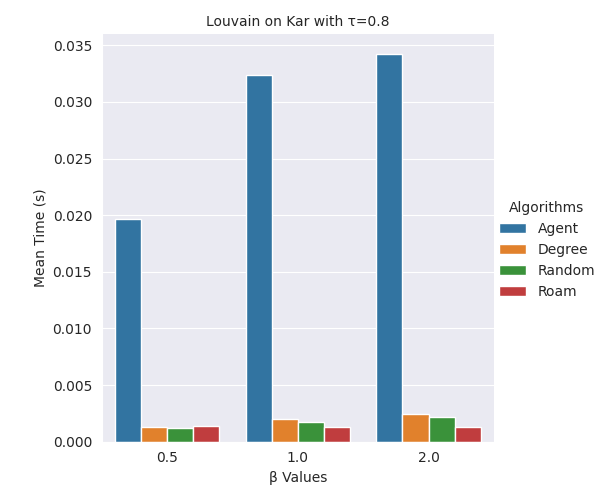 Louvain on Kar with τ=0.8
0.035
0.030
0.025
0.020
0.015
0.010
0.005
0.000
Mean Time (s)
0.5 1.0 2.0
β Values
Algorithms
Agent
Degree
Random
Roam